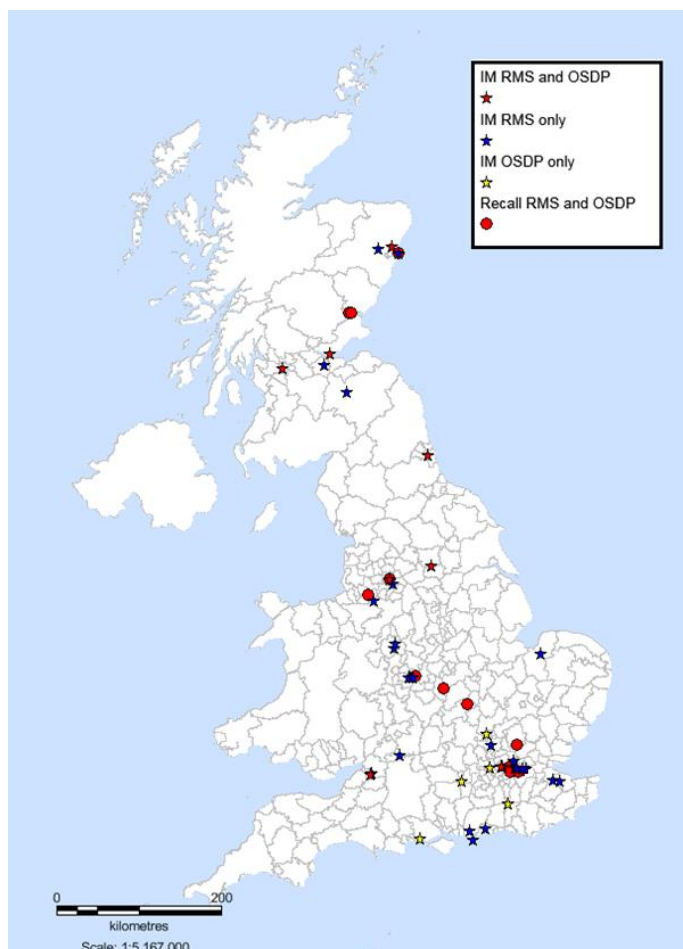 IM RMS and OSDP
IM RMS only
IM OSDP only
Recall RMS and OSDP
0 200
kilometres
Scale: 1:5,167,000